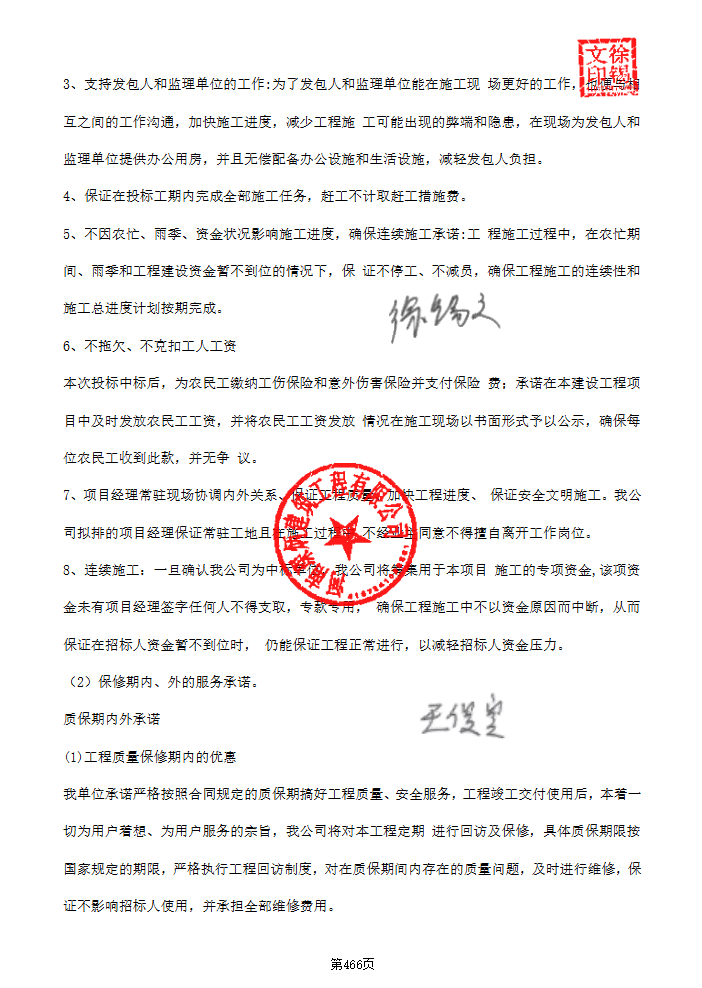 徐锡
文印
3、支持发包人和监理单位的工作:为了发包人和监理单位能在施工现 场更好的工作，也便与相
互之间的工作沟通，加快施工进度，减少工程施 工可能出现的弊端和隐患，在现场为发包人和
监理单位提供办公用房，并且无偿配备办公设施和生活设施，减轻发包人负担。
4、保证在投标工期内完成全部施工任务，赶工不计取赶工措施费。
5、不因农忙、雨季、资金状况影响施工进度，确保连续施工承诺:工 程施工过程中，在农忙期
间、雨季和工程建设资金暂不到位的情况下，保 证不停工、不减员，确保工程施工的连续性和
施工总进度计划按期完成。
徐锡文
6、不拖欠、不克扣工人工资
本次投标中标后，为农民工缴纳工伤保险和意外伤害保险并支付保险 费；承诺在本建设工程项
目中及时发放农民工工资，并将农民工工资发放 情况在施工现场以书面形式予以公示，确保每
位农民工收到此款，并无争 议。
7、项目经理常驻现场协调内外关系、保证工程质量、加快工程进度、 保证安全文明施工。我公
司拟排的项目经理保证常驻工地且在施工过程中,不经业主同意不得擅自离开工作岗位。
8、连续施工：一旦确认我公司为中标单位，我公司将筹集用于本项目 施工的专项资金,该项资
金未有项目经理签字任何人不得支取，专款专用， 确保工程施工中不以资金原因而中断，从而
保证在招标人资金暂不到位时， 仍能保证工程正常进行，以减轻招标人资金压力。
（2）保修期内、外的服务承诺。
质保期内外承诺
(1)工程质量保修期内的优惠
我单位承诺严格按照合同规定的质保期搞好工程质量、安全服务，工程竣工交付使用后，本着一
切为用户着想、为用户服务的宗旨，我公司将对本工程定期 进行回访及保修，具体质保期限按
国家规定的期限，严格执行工程回访制度，对在质保期间内存在的质量问题，及时进行维修，保
证不影响招标人使用，并承担全部维修费用。
第466页